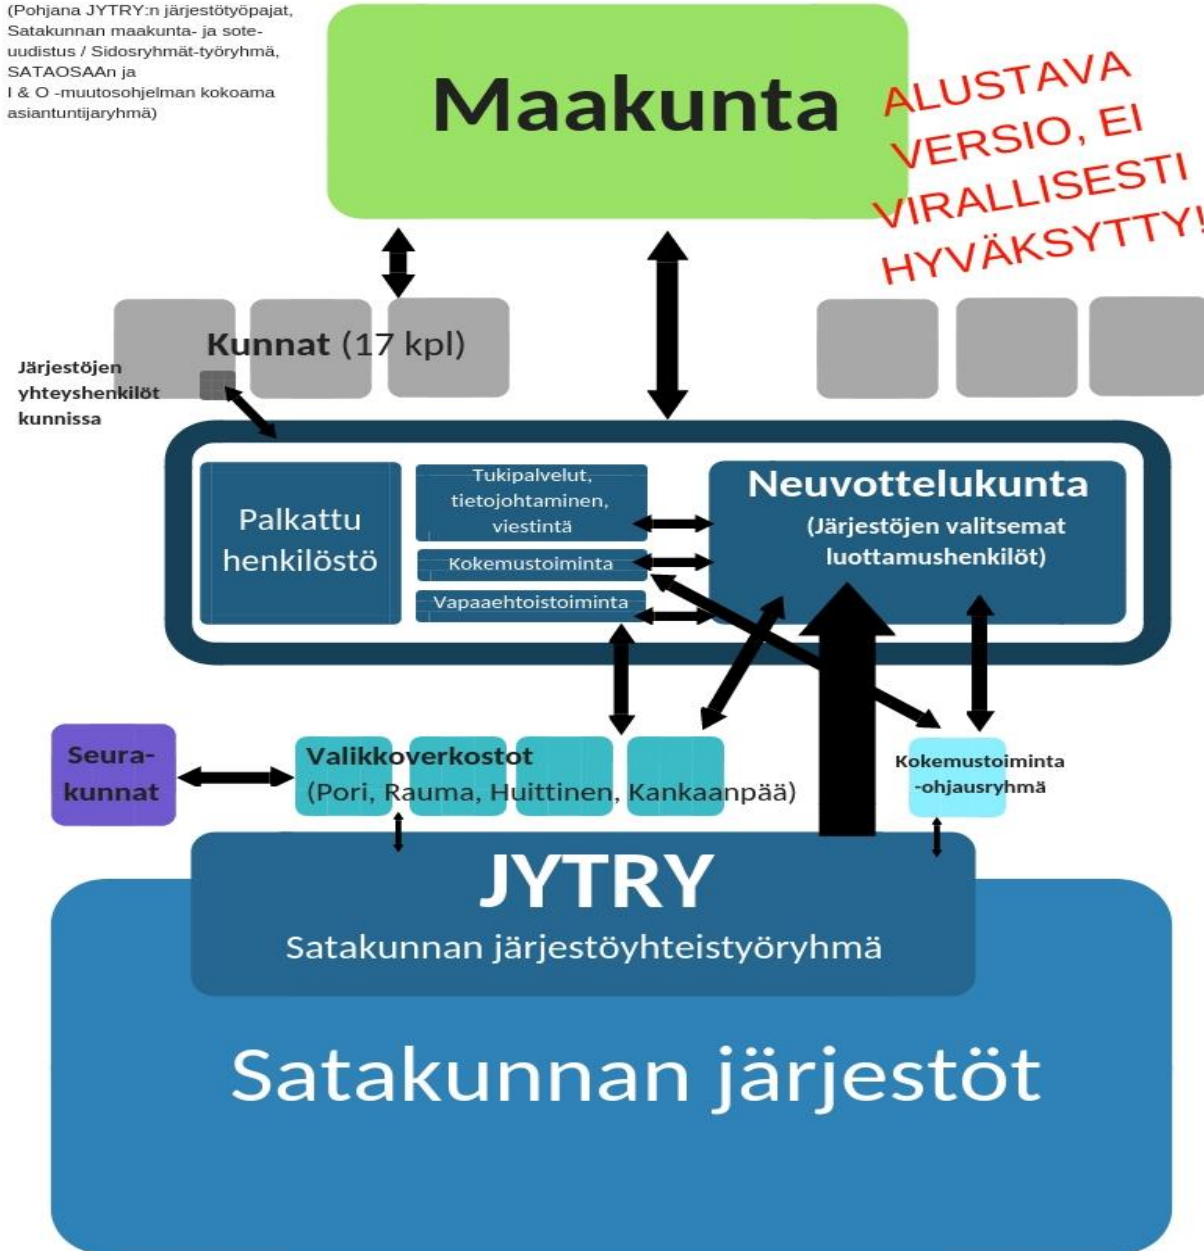 (Pohjana JYTRY:n järjestötyöpajat,
Satakunnan maakunta- ja sote-
uudistus / Sidosryhmät-työryhmä,
SATAOSAAn ja
I & O -muutosohjelman kokoama
asiantuntijaryhmä)
Maakunta
ALUSTAVA
VERSIO, EI
VIRALLISESTI
HYVÄKSYTTY!
Kunnat (17 kpl)
Järjestöjen
yhteyshenkilöt
kunnissa
Palkattu
henkilöstö
Tukipalvelut,
tietojohtaminen,
viestintä
Kokemustoiminta
Vapaaehtoistoiminta
Neuvottelukunta
(Järjestöjen valitsemat
luottamushenkilöt)
Seura-
kunnat
Valikkoverkostot
(Pori, Rauma, Huittinen, Kankaanpää)
Kokemustoiminta
-ohjausryhmä
JYTRY
Satakunnan järjestöyhteistyöryhmä
Satakunnan järjestöt